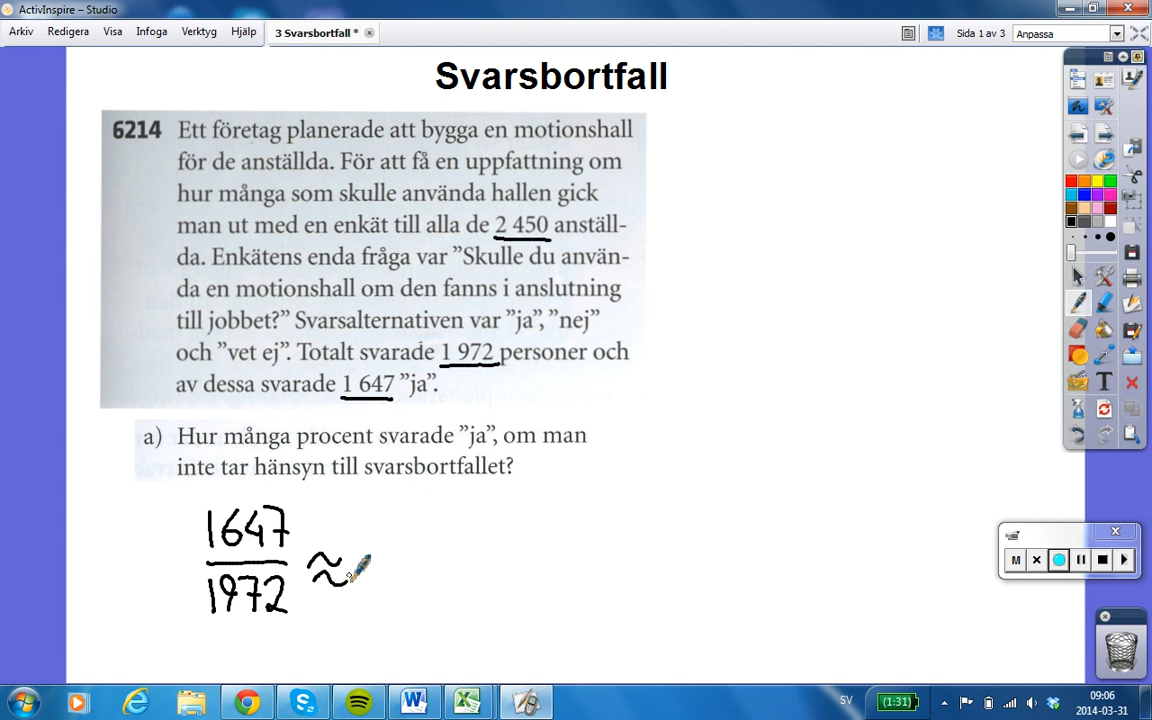 ActivInspire – Studio
Arkiv Redigera Visa Infoga Verktyg Hjälp
3 Svarsbortfall *
Sida 1 av 3
Anpassa
Svarsbortfall
6214 Ett företag planerade att bygga en motionshall
för de anställda. För att få en uppfattning om
hur många som skulle använda hallen gick
man ut med en enkät till alla de 2 450 anställ-
da. Enkätens enda fråga var ”Skulle du använ-
da en motionshall om den fanns i anslutning
till jobbet?” Svarsalternativen var ”ja”, ”nej”
och ”vet ej”. Totalt svarade 1 972 personer och
av dessa svarade 1 647 ”ja”.
a) Hur många procent svarade ”ja”, om man
inte tar hänsyn till svarsbortfallet?
1647
1972
≈
M
SV
(1:31)
09:06
2014-03-31